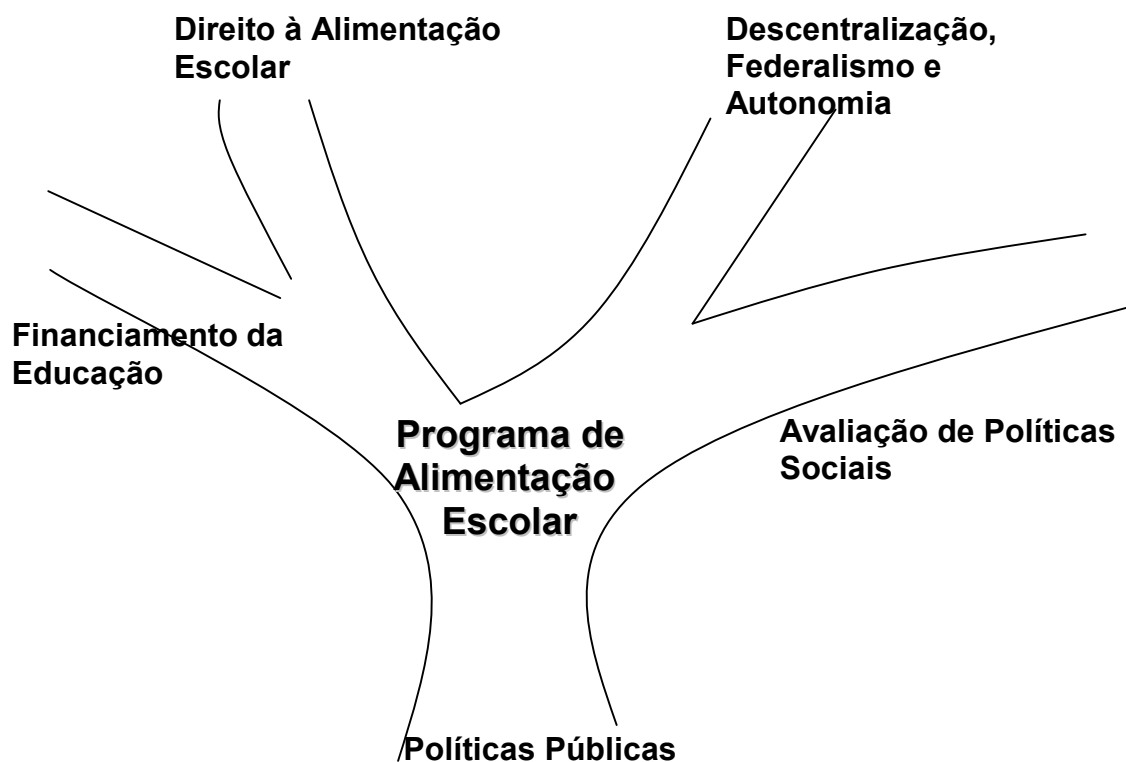 Direito à Alimentação
Escolar
Descentralização,
Federalismo e
Autonomia
Financiamento da
Educação
Programa de
Alimentação
Escolar
Avaliação de Políticas
Sociais
Políticas Públicas